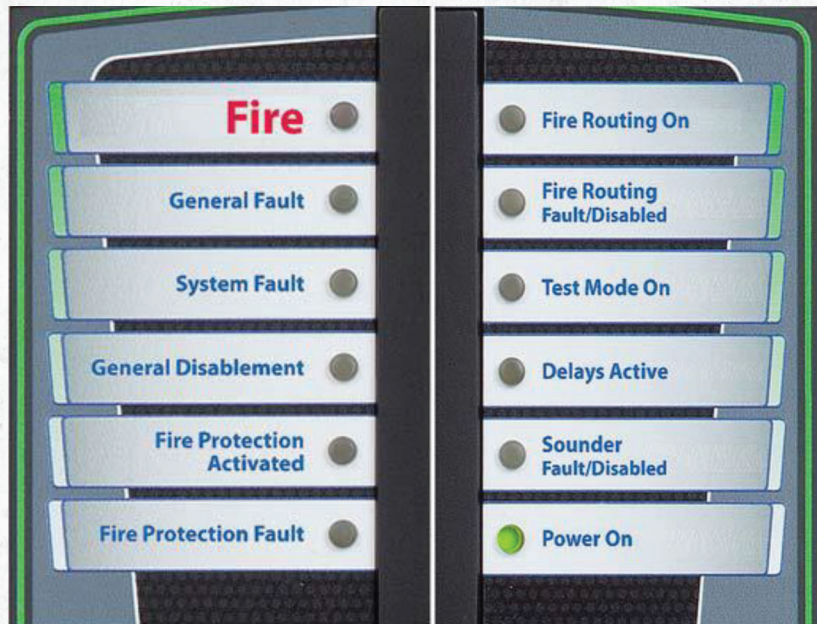 Fire
General Fault
System Fault
General Disablement
Fire Protection
Activated
Fire Protection Fault
Fire Routing On
Fire Routing
Fault/Disabled
Test Mode On
Delays Active
Sounder
Fault/Disabled
Power On